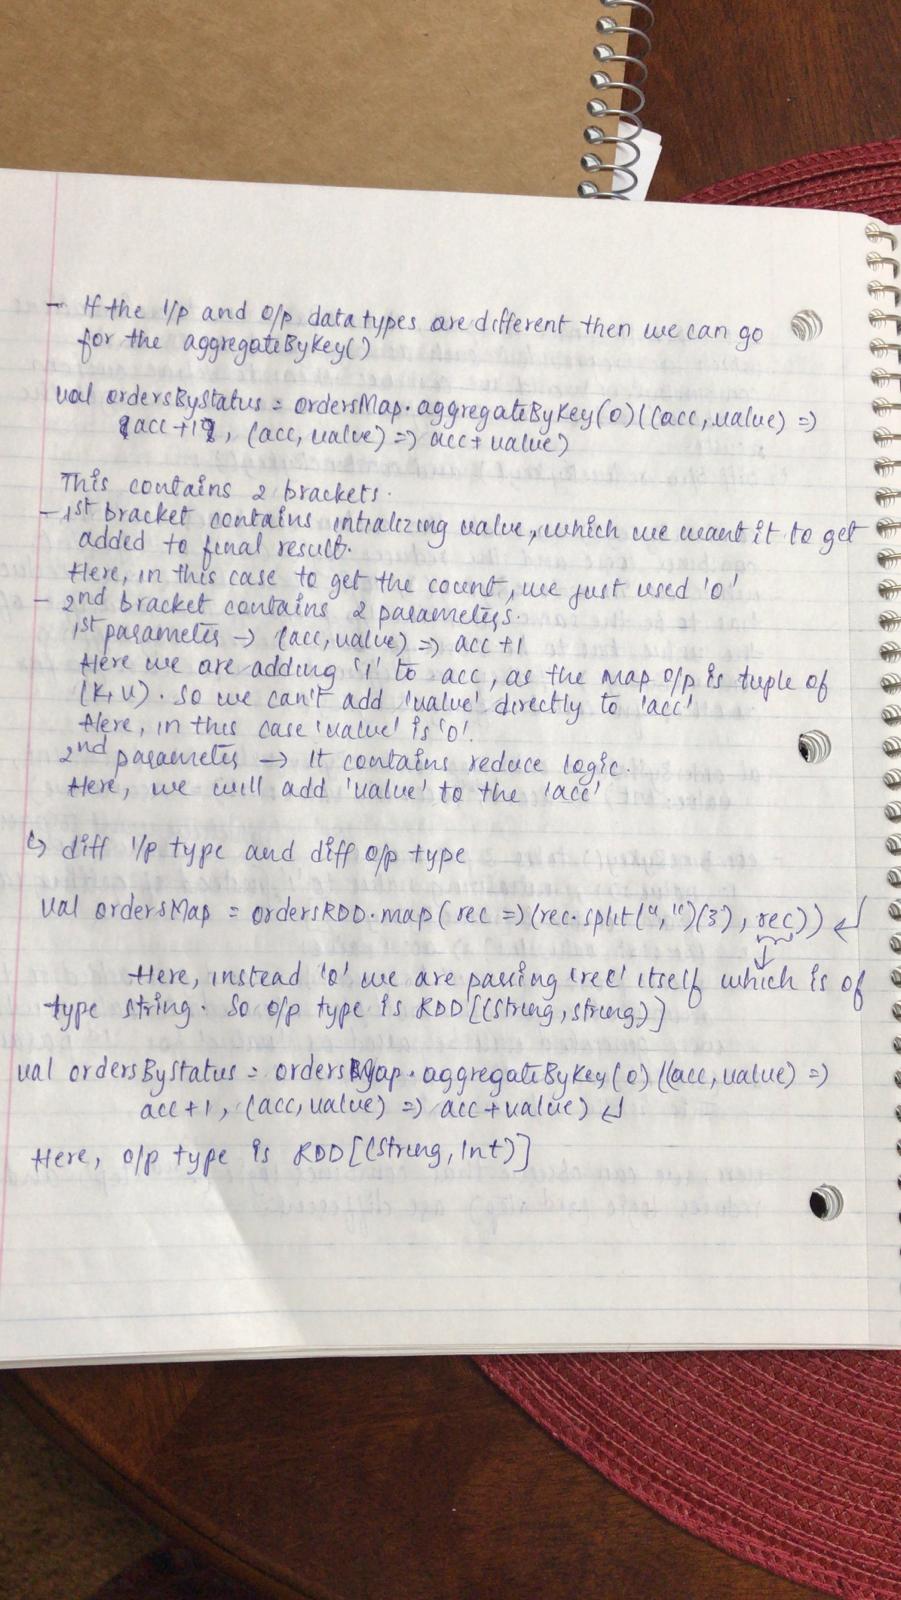 - If the i/p and o/p datatypes are different then we can go
for the aggregateByKey()
val ordersByStatus = ordersMap.aggregateByKey(0)((acc,value) =>
acc+1, (acc,value) => acc+value)
This contains 2 brackets.
- 1st bracket contains intializing value, which we want it to get
added to final result.
Here, in this case to get the count, we just used '0'
- 2nd bracket contains 2 parameters.
1st parameter -> (acc,value) => acc+1
Here we are adding '1' to acc, as the map o/p is tuple of
(K,V). So we can't add 'value' directly to 'acc'
Here, in this case 'value' is '0'.
2nd parameter -> It contains reduce logic.
Here, we will add 'value' to the 'acc'
↳ diff i/p type and diff o/p type
val ordersMap = ordersRDD.map(rec =>(rec.split(",")(3), rec)) ↵
Here, instead '0' we are passing 'rec' itself which is of
type string. So o/p type is RDD[(String,String)]
val ordersByStatus = ordersMap.aggregateByKey(0)((acc,value) =>
acc+1, (acc,value) => acc+value) ↵
Here, o/p type is RDD[(String,Int)]